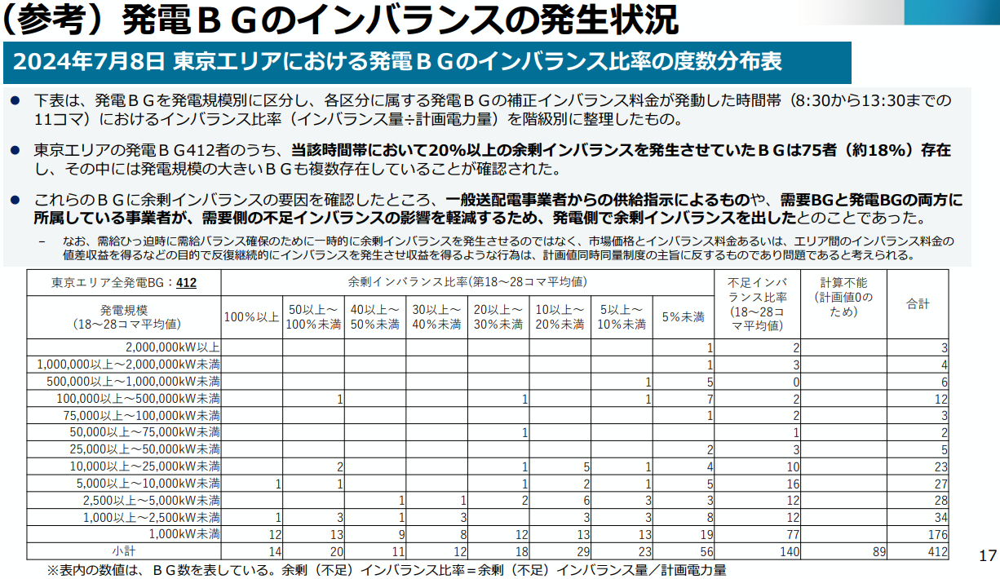 （参考）発電ＢＧのインバランスの発生状況
2024年7月8日 東京エリアにおける発電ＢＧのインバランス比率の度数分布表
● 下表は、発電ＢＧを発電規模別に区分し、各区分に属する発電ＢＧの補正インバランス料金が発動した時間帯（8:30から13:30までの
11コマ）におけるインバランス比率（インバランス量÷計画電力量）を階級別に整理したもの。
● 東京エリアの発電ＢＧ412者のうち、当該時間帯において20%以上の余剰インバランスを発生させていたＢＧは75者（約18%）存在
し、その中には発電規模の大きいＢＧも複数存在していることが確認された。
● これらのＢＧに余剰インバランスの要因を確認したところ、一般送配電事業者からの供給指示によるものや、需要BGと発電BGの両方に
所属している事業者が、需要側の不足インバランスの影響を軽減するため、発電側で余剰インバランスを出したとのことであった。
－ なお、需給ひっ迫時に需給バランス確保のために一時的に余剰インバランスを発生させるのではなく、市場価格とインバランス料金あるいは、エリア間のインバランス料金の
値差収益を得るなどの目的で反復継続的にインバランスを発生させ収益を得るような行為は、計画値同時同量制度の主旨に反するものであり問題であると考えられる。
東京エリア全発電BG：412 余剰インバランス比率(第18～28コマ平均値) 不足インバランス比率(18～28コマ平均値) 計算不能(計画値0のため) 合計
発電規模（18～28コマ平均値） 100%以上 50以上～100%未満 40以上～50%未満 30以上～40%未満 20以上～30%未満 10以上～20%未満 5以上～10%未満 5%未満
2,000,000kW以上 1 2 3
1,000,000以上～2,000,000kW未満 1 3 4
500,000以上～1,000,000kW未満 1 5 0 6
100,000以上～500,000kW未満 1 1 1 7 2 12
75,000以上～100,000kW未満 1 2 3
50,000以上～75,000kW未満 1 1 2
25,000以上～50,000kW未満 2 3 5
10,000以上～25,000kW未満 2 1 5 1 4 10 23
5,000以上～10,000kW未満 1 1 1 2 1 5 16 27
2,500以上～5,000kW未満 1 1 2 6 3 3 12 28
1,000以上～2,500kW未満 1 3 1 3 3 3 8 12 34
1,000kW未満 12 13 9 8 12 13 13 19 77 176
小計 14 20 11 12 18 29 23 56 140 89 412
※表内の数値は、ＢＧ数を表している。余剰（不足）インバランス比率＝余剰（不足）インバランス量／計画電力量
17